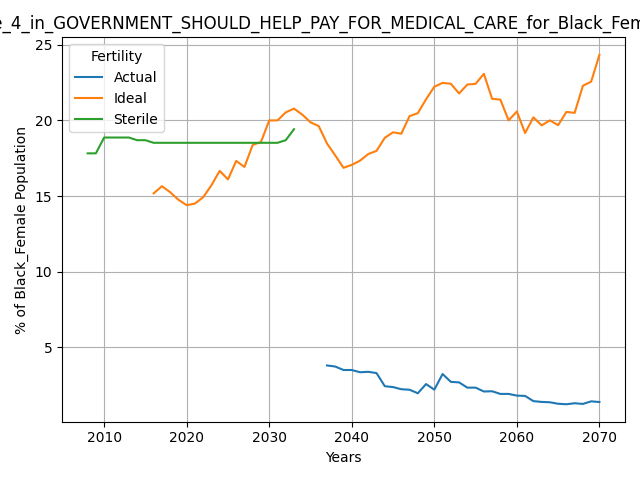 e_4_in_GOVERNMENT_SHOULD_HELP_PAY_FOR_MEDICAL_CARE_for_Black_Fem
Fertility
Actual
Ideal
Sterile
% of Black_Female Population
25
20
15
10
5
2010 2020 2030 2040 2050 2060 2070
Years